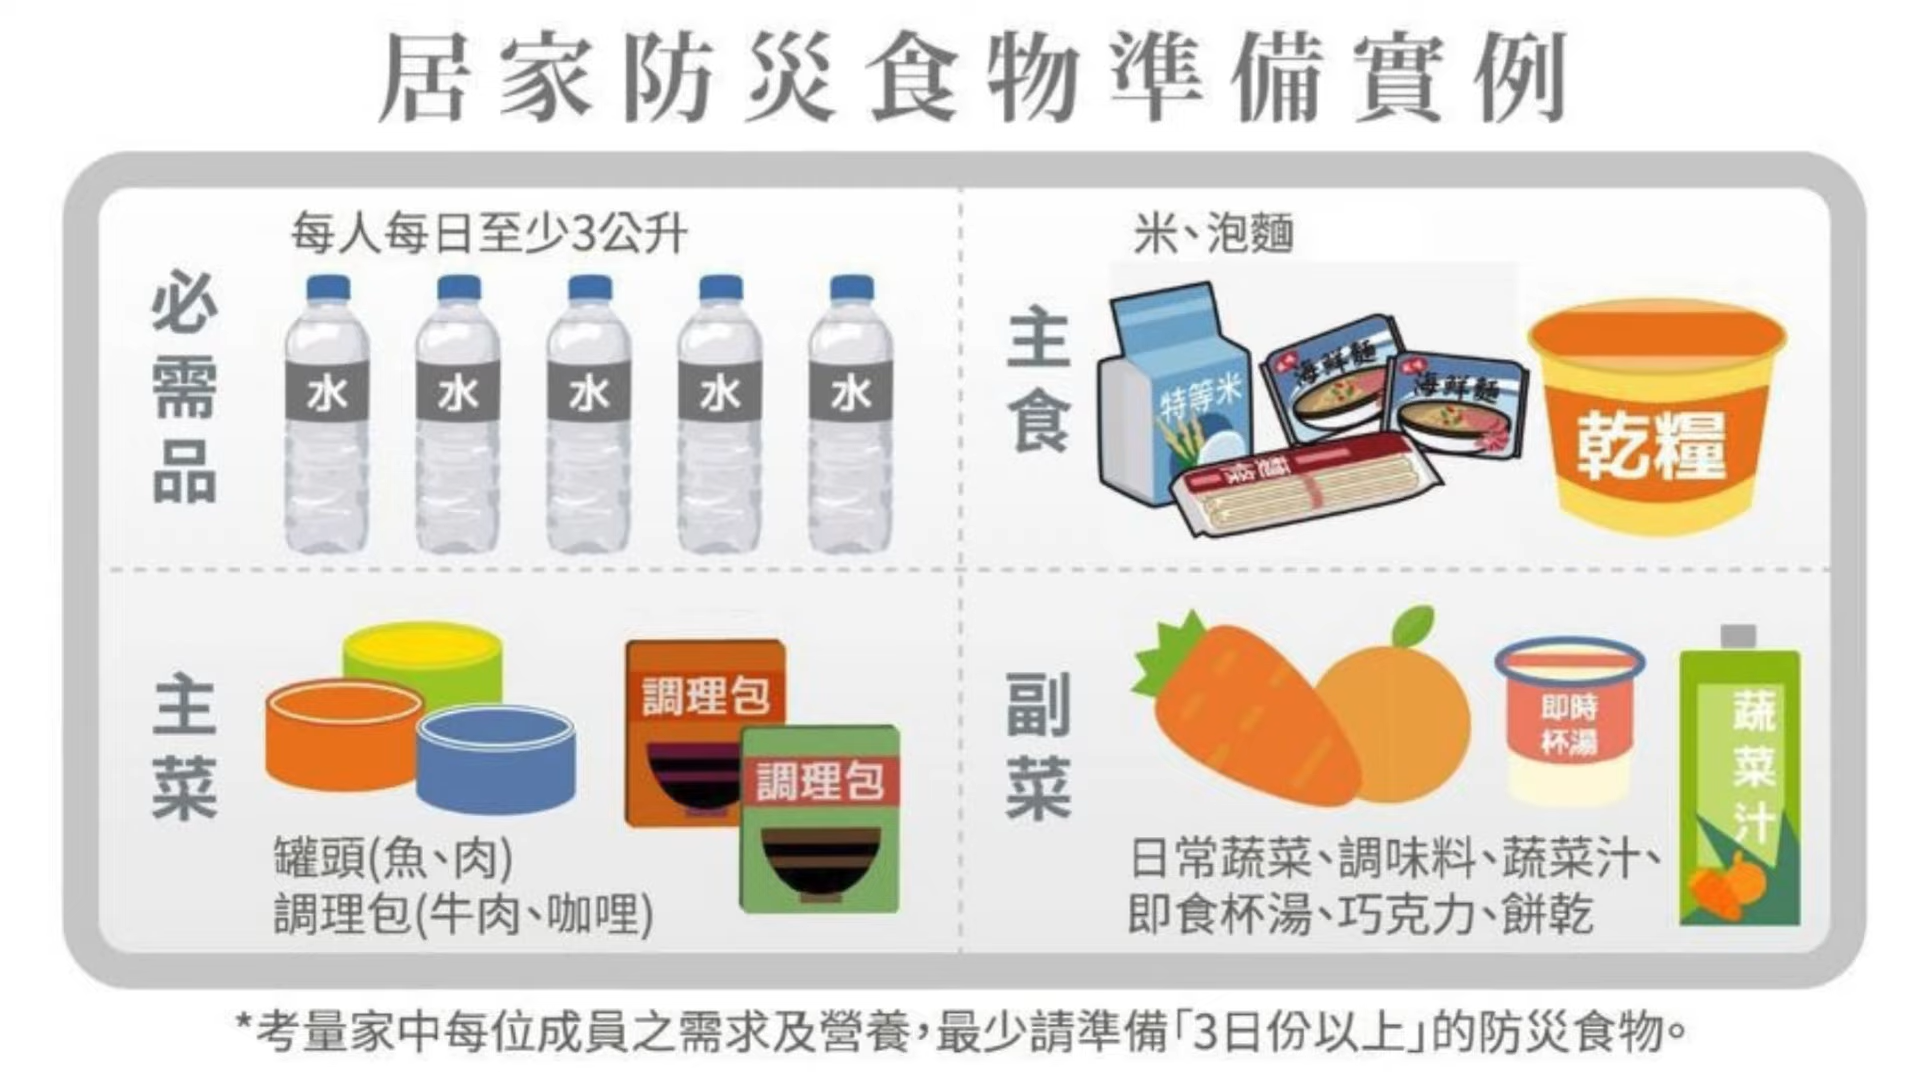 居家防災食物準備實例
必需品
每人每日至少3公升
水 水 水 水 水
主食
米、泡麵
特等米
海鮮麵
海鮮麵
乾糧
主菜
調理包
調理包
罐頭(魚、肉)
調理包(牛肉、咖哩)
副菜
即時
杯湯
蔬菜汁
日常蔬菜、調味料、蔬菜汁、
即食杯湯、巧克力、餅乾
*考量家中每位成員之需求及營養，最少請準備「3日份以上」的防災食物。